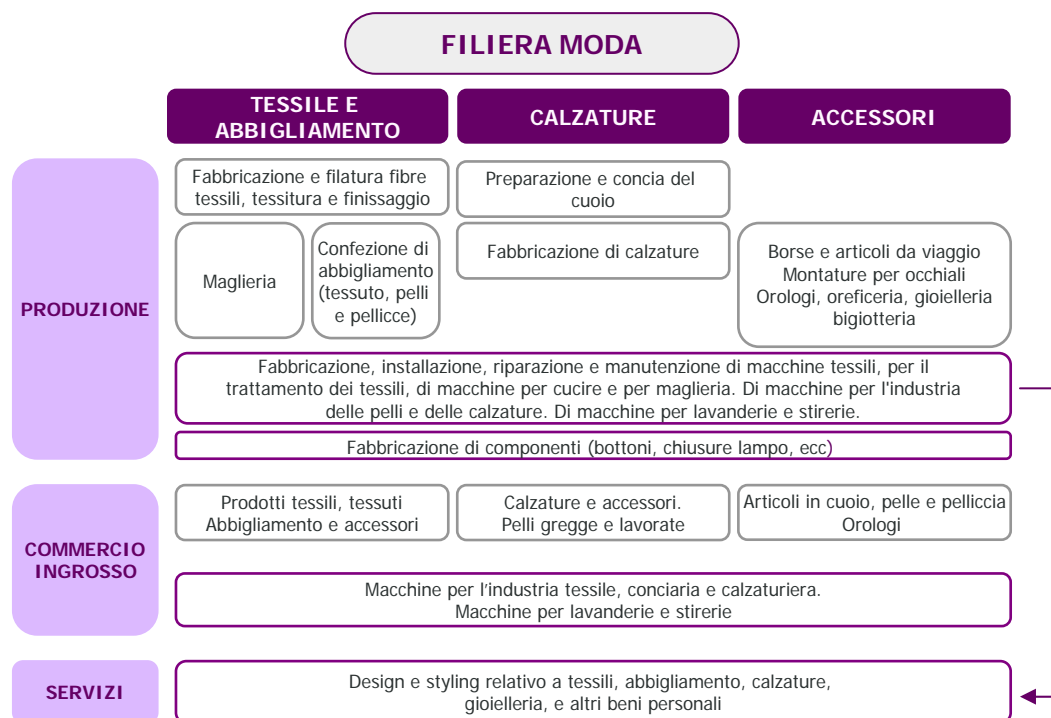 FILIERA MODA
TESSILE E
ABBIGLIAMENTO
CALZATURE
ACCESSORI
PRODUZIONE
Fabbricazione e filatura fibre
tessili, tessitura e finissaggio
Preparazione e concia del
cuoio
Maglieria
Confezione di
abbigliamento
(tessuto, pelli
e pellicce)
Fabbricazione di calzature
Borse e articoli da viaggio
Montature per occhiali
Orologi, oreficeria, gioielleria
bigiotteria
Fabbricazione, installazione, riparazione e manutenzione di macchine tessili, per il
trattamento dei tessili, di macchine per cucire e per maglieria. Di macchine per l'industria
delle pelli e delle calzature. Di macchine per lavanderie e stirerie.
Fabbricazione di componenti (bottoni, chiusure lampo, ecc)
COMMERCIO
INGROSSO
Prodotti tessili, tessuti
Abbigliamento e accessori
Calzature e accessori.
Pelli gregge e lavorate
Articoli in cuoio, pelle e pelliccia
Orologi
Macchine per l’industria tessile, conciaria e calzaturiera.
Macchine per lavanderie e stirerie
SERVIZI
Design e styling relativo a tessili, abbigliamento, calzature,
gioielleria, e altri beni personali